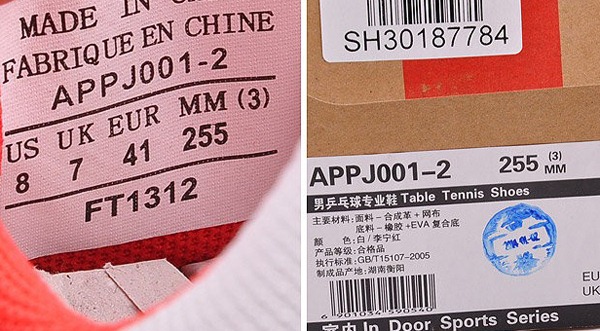 MADE IN
FABRIQUE EN CHINE
APPJ001-2
US UK EUR MM (3)
8 7 41 255
FT1312
SH30187784
APPJ001-2 255 (3) MM
男乒乓球专业鞋 Table Tennis Shoes
主要材料: 面料-合成革+网布
底料-橡胶+EVA 复合底
颜 色: 白/李宁红
产品等级: 合格品
执行标准: GB/T15107-2005
制成品产地: 湖南衡阳
EU
UK
6 901034 590540
室内 In Door Sports Series